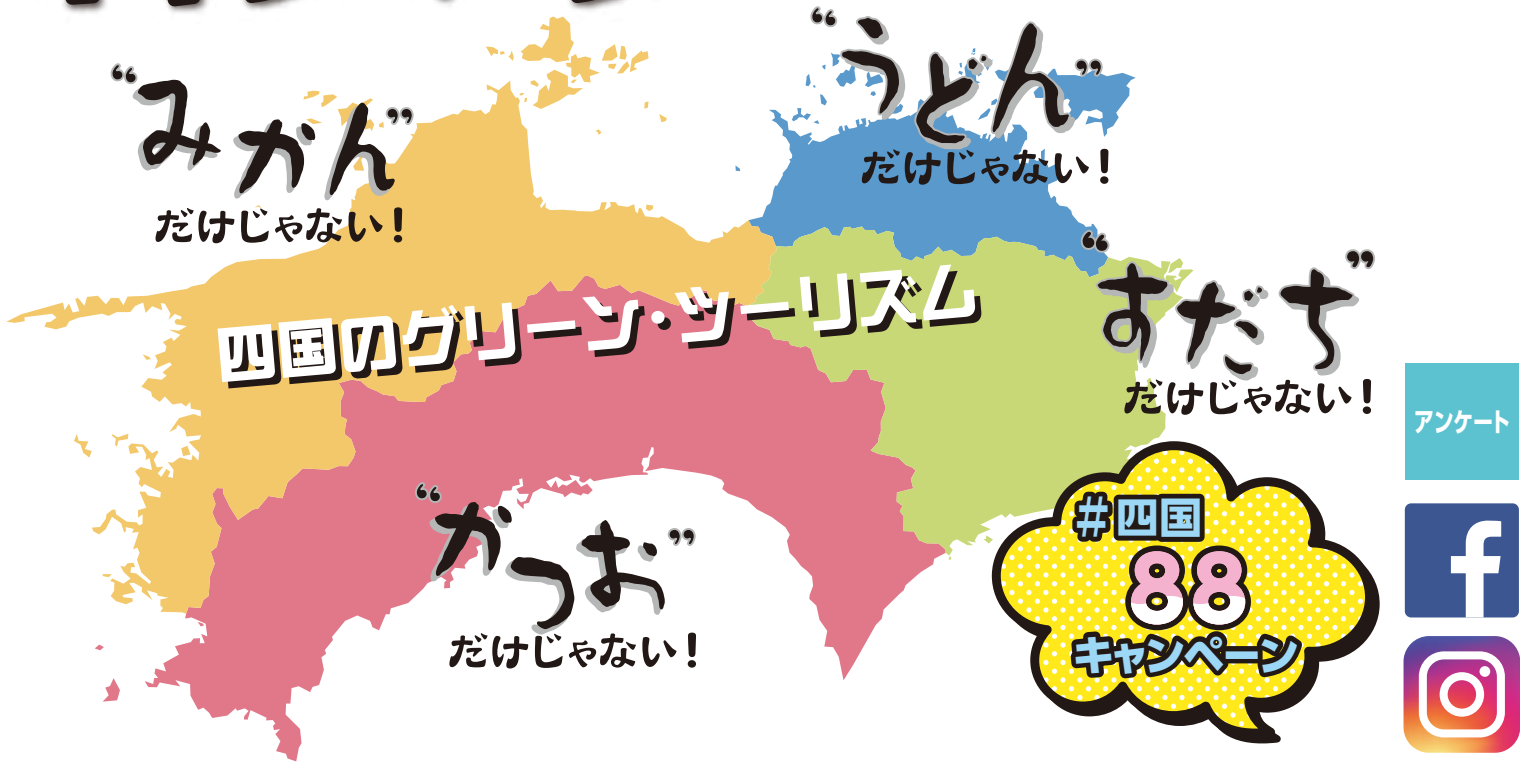 “うどん”
だけじゃない！
“みかん”
だけじゃない！
四国のグリーン・ツーリズム
“すだち”
だけじゃない！
“かつお”
だけじゃない！
#四国
88
キャンペーン
アンケート